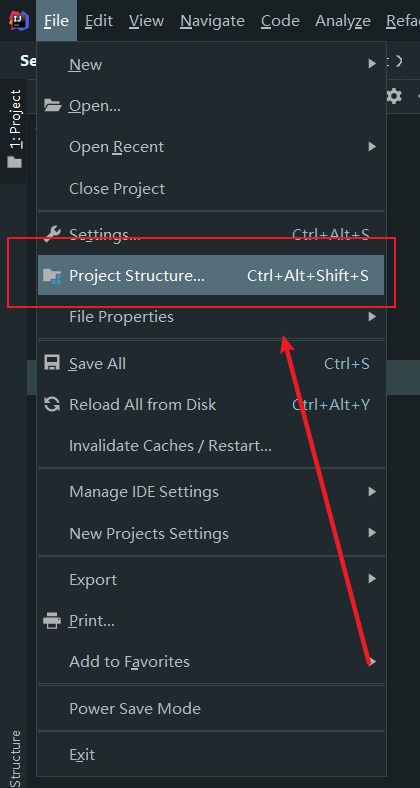 IJ
File Edit View Navigate Code Analyze Refa
Se
1: Project
New
Open...
Open Recent
Close Project
Settings... Ctrl+Alt+S
Project Structure... Ctrl+Alt+Shift+S
File Properties
Save All Ctrl+S
Reload All from Disk Ctrl+Alt+Y
Invalidate Caches / Restart...
Manage IDE Settings
New Projects Settings
Export
Print...
Add to Favorites
Power Save Mode
Exit
Structure